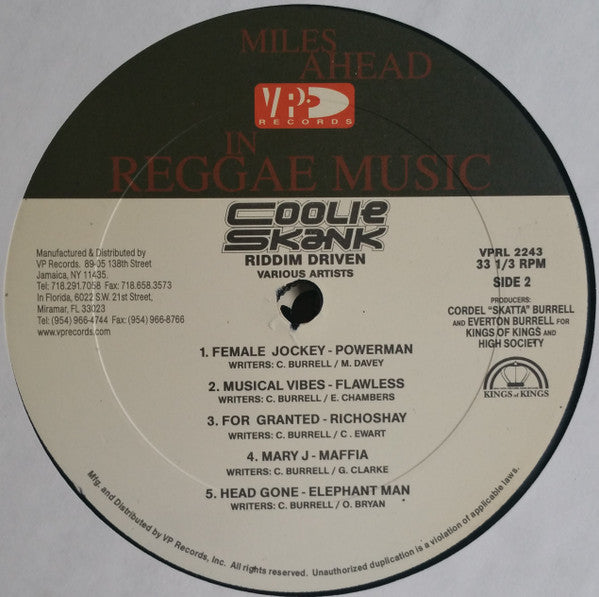 MILES
AHEAD
VP
RECORDS
IN
REGGAE MUSIC
COOLIE
SKANK
RIDDIM DRIVEN
VARIOUS ARTISTS
Manufactured & Distributed by
VP Records. 89-05 138th Street
Jamaica, NY 11435.
Tel: 718.291.7058 Fax: 718.658.3573
In Florida, 6022 S.W. 21st Street,
Miramar, FL 33023
Tel: (954) 966-4744 Fax: (954) 966-8766
www.vprecords.com
VPRL 2243
33 1/3 RPM
SIDE 2
PRODUCERS:
CORDEL "SKATTA" BURRELL
AND EVERTON BURRELL FOR
KINGS OF KINGS AND
HIGH SOCIETY
KINGS of KINGS
1. FEMALE JOCKEY - POWERMAN
WRITERS: C. BURRELL / M. DAVEY
2. MUSICAL VIBES - FLAWLESS
WRITERS: C. BURRELL / E. CHAMBERS
3. FOR GRANTED - RICHOSHAY
WRITERS: C. BURRELL / C . EWART
4. MARY J - MAFFIA
WRITERS: C. BURRELL / G. CLARKE
5. HEAD GONE - ELEPHANT MAN
WRITERS: C. BURRELL / O. BRYAN
Mfg. and Distributed by VP Records, Inc. All rights reserved. Unauthorized duplication is a violation of applicable laws.